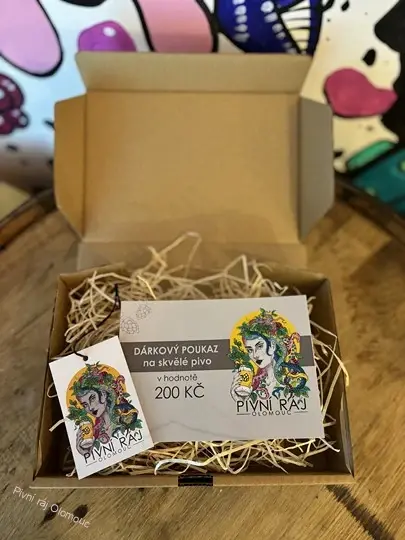 DÁRKOVÝ POUKAZ
na skvělé pivo
v hodnotě
200 KČ
PIVNÍ RÁJ
OLOMOUC
PIVNÍ RÁJ
OLOMOUC
Pivní ráj Olomouc